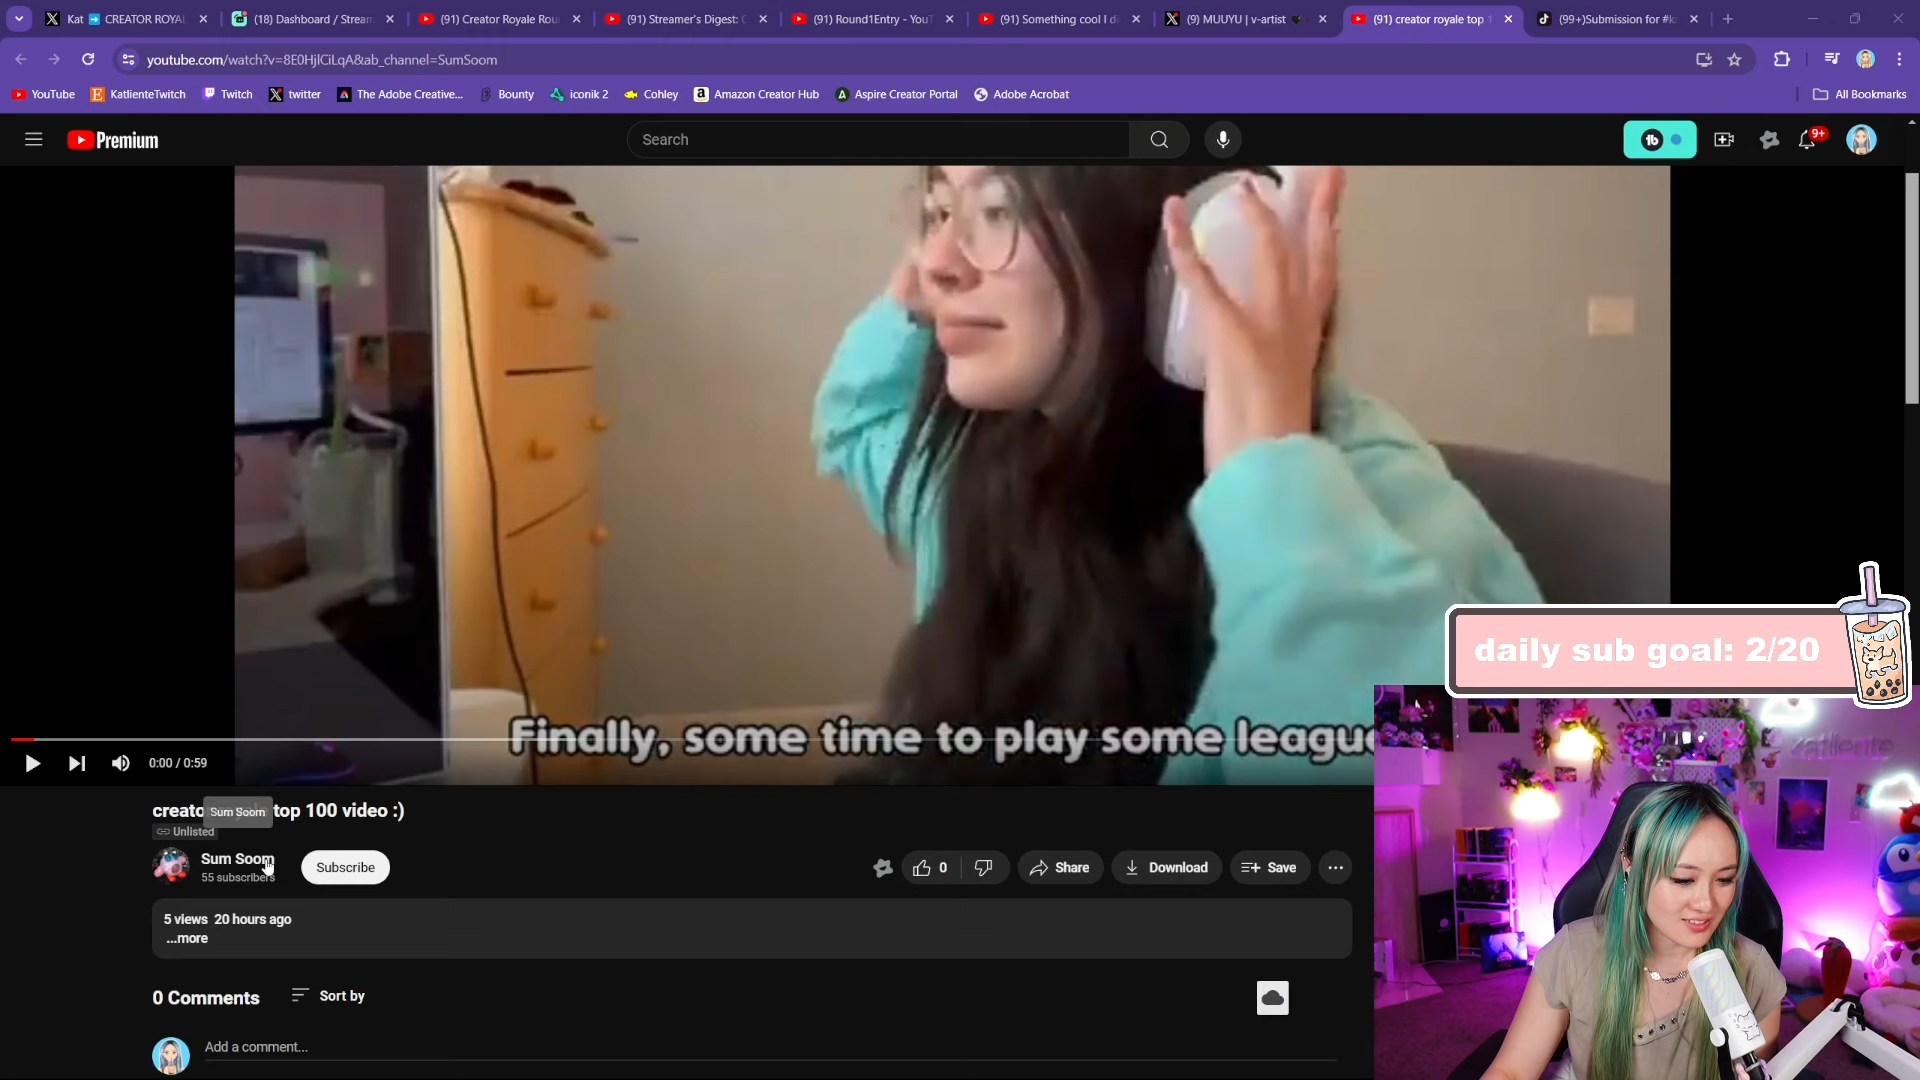 Kat CREATOR ROYAL
(18) Dashboard / Stream
(91) Creator Royale Rou
(91) Streamer's Digest: C
(91) Round1Entry - YouT
(91) Something cool I di
(9) MUUYU | v-artist
(91) creator royale top 1
(99+)Submission for #k
youtube.com/watch?v=8E0HjlCiLqA&ab_channel=SumSoom
YouTube
KatlienteTwitch
Twitch
twitter
The Adobe Creative...
Bounty
iconik 2
Cohley
Amazon Creator Hub
Aspire Creator Portal
Adobe Acrobat
All Bookmarks
Premium
Search
9+
daily sub goal: 2/20
Finally, some time to play some league
0:00 / 0:59
creato top 100 video :)
Sum Soom
Unlisted
Sum Soom
55 subscribers
Subscribe
0
Share
Download
Save
5 views 20 hours ago
...more
0 Comments
Sort by
Add a comment...
katliente